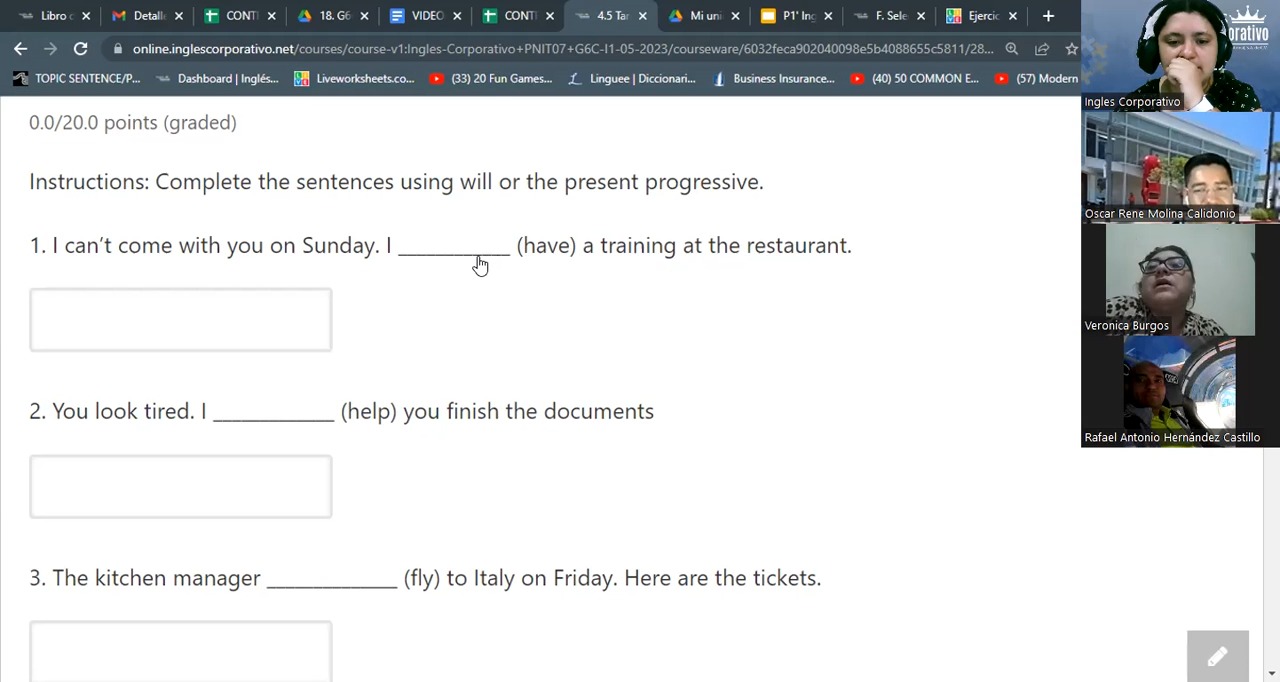 Libro c
Detall
CONT
18. G6
VIDEO
CONT
4.5 Tar
Mi uni
P1' Ing
F. Sele
Ejercic
online.inglescorporativo.net/courses/course-v1:Ingles-Corporativo+PNIT07+G6C-I1-05-2023/courseware/6032feca902040098e5b4088655c5811/28...
TOPIC SENTENCE/P...
Dashboard | Inglés...
Liveworksheets.co...
(33) 20 Fun Games...
Linguee | Diccionari...
Business Insurance...
(40) 50 COMMON E...
(57) Modern
orativo
Ingles Corporativo
Oscar Rene Molina Calidonio
Veronica Burgos
Rafael Antonio Hernández Castillo
0.0/20.0 points (graded)
Instructions: Complete the sentences using will or the present progressive.
1. I can't come with you on Sunday. I ___________ (have) a training at the restaurant.
2. You look tired. I ____________ (help) you finish the documents
3. The kitchen manager _____________ (fly) to Italy on Friday. Here are the tickets.